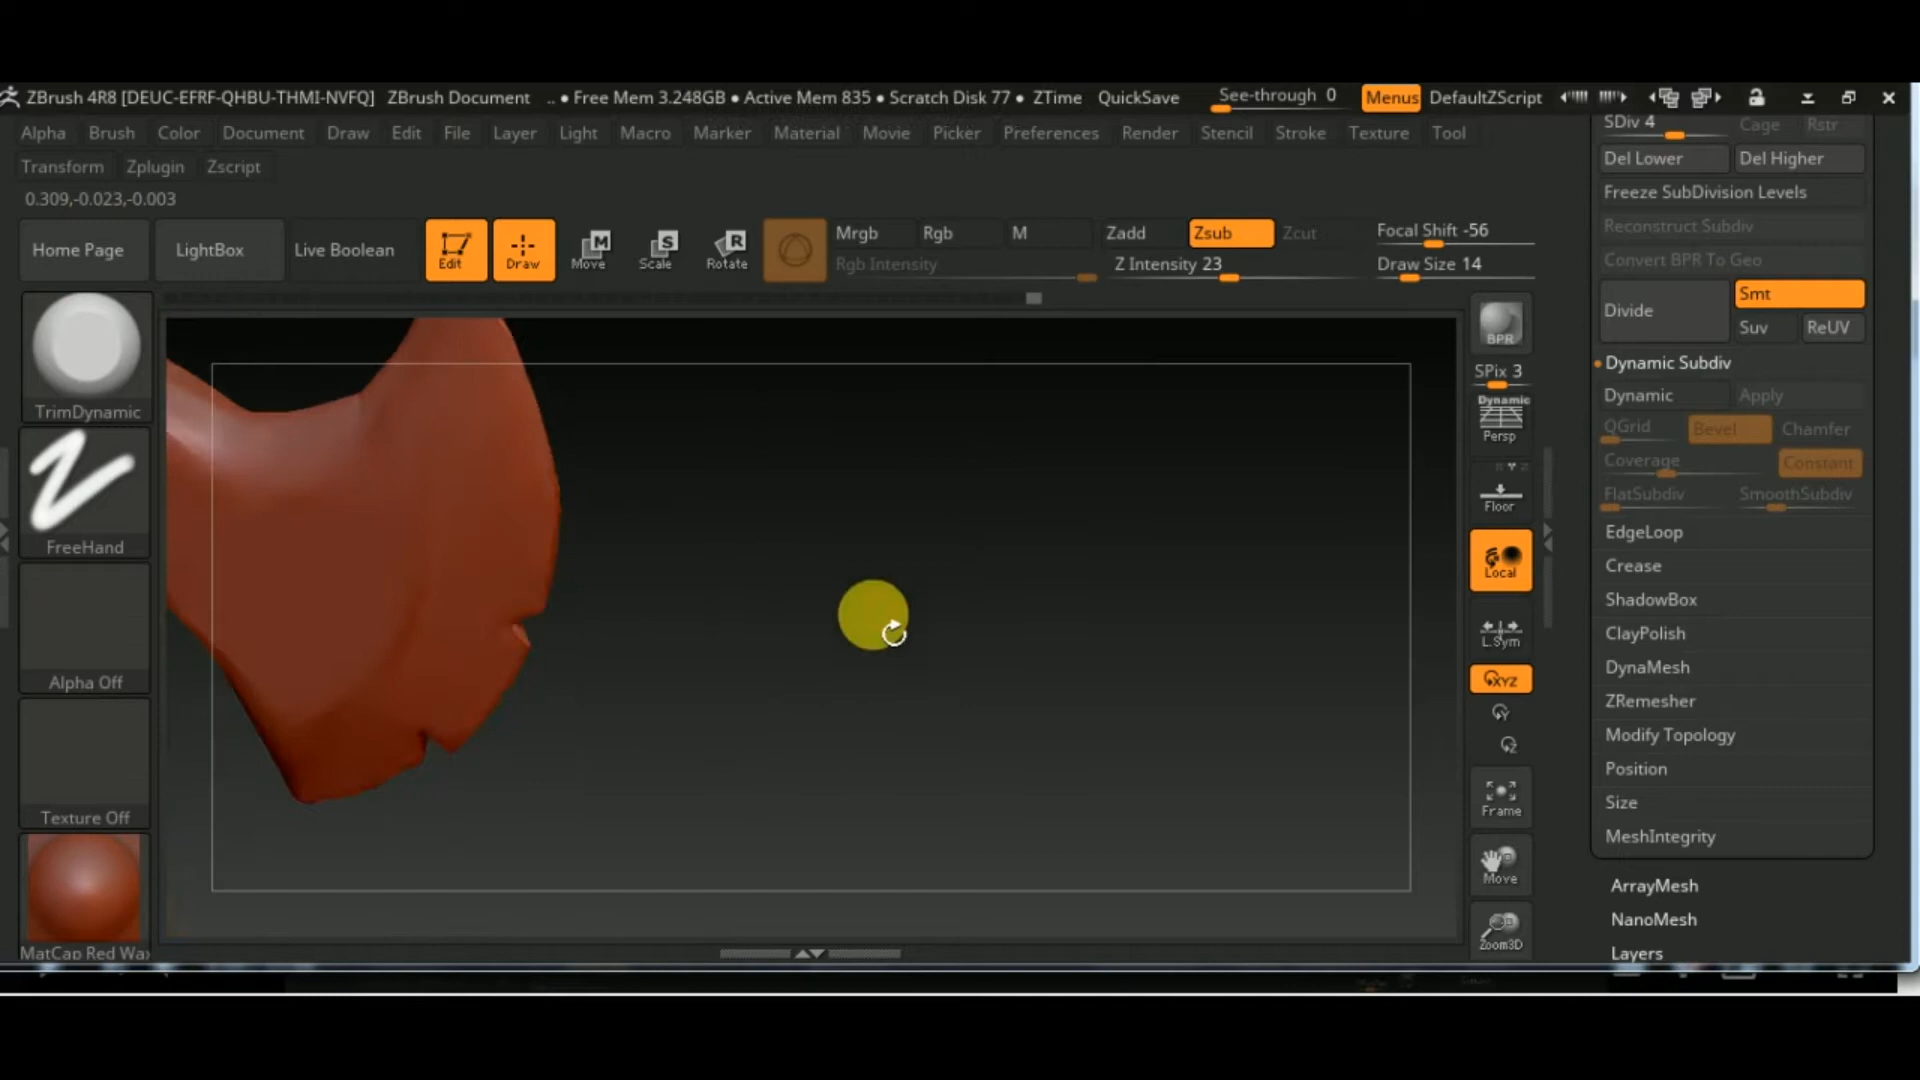 ZBrush 4R8 [DEUC-EFRF-QHBU-THMI-NVFQ] ZBrush Document .. • Free Mem 3.248GB • Active Mem 835 • Scratch Disk 77 • ZTime QuickSave See-through 0 Menus DefaultZScript
Alpha Brush Color Document Draw Edit File Layer Light Macro Marker Material Movie Picker Preferences Render Stencil Stroke Texture Tool
Transform Zplugin Zscript
0.309,-0.023,-0.003
Home Page LightBox Live Boolean Edit Draw Move Scale Rotate
M S R
Mrgb Rgb M Zadd Zsub Zcut Focal Shift -56
Rgb Intensity Z Intensity 23 Draw Size 14
TrimDynamic
FreeHand
Alpha Off
Texture Off
MatCap Red Wax
BPR
SPix 3
Dynamic
Persp
Floor
Local
L.Sym
XYZ
Y
Z
Frame
Move
Zoom3D
SDiv 4 Cage Rstr
Del Lower Del Higher
Freeze SubDivision Levels
Reconstruct Subdiv
Convert BPR To Geo
Divide Smt
Suv ReUV
Dynamic Subdiv
Dynamic Apply
QGrid Bevel Chamfer
Coverage Constant
FlatSubdiv SmoothSubdiv
EdgeLoop
Crease
ShadowBox
ClayPolish
DynaMesh
ZRemesher
Modify Topology
Position
Size
MeshIntegrity
ArrayMesh
NanoMesh
Layers